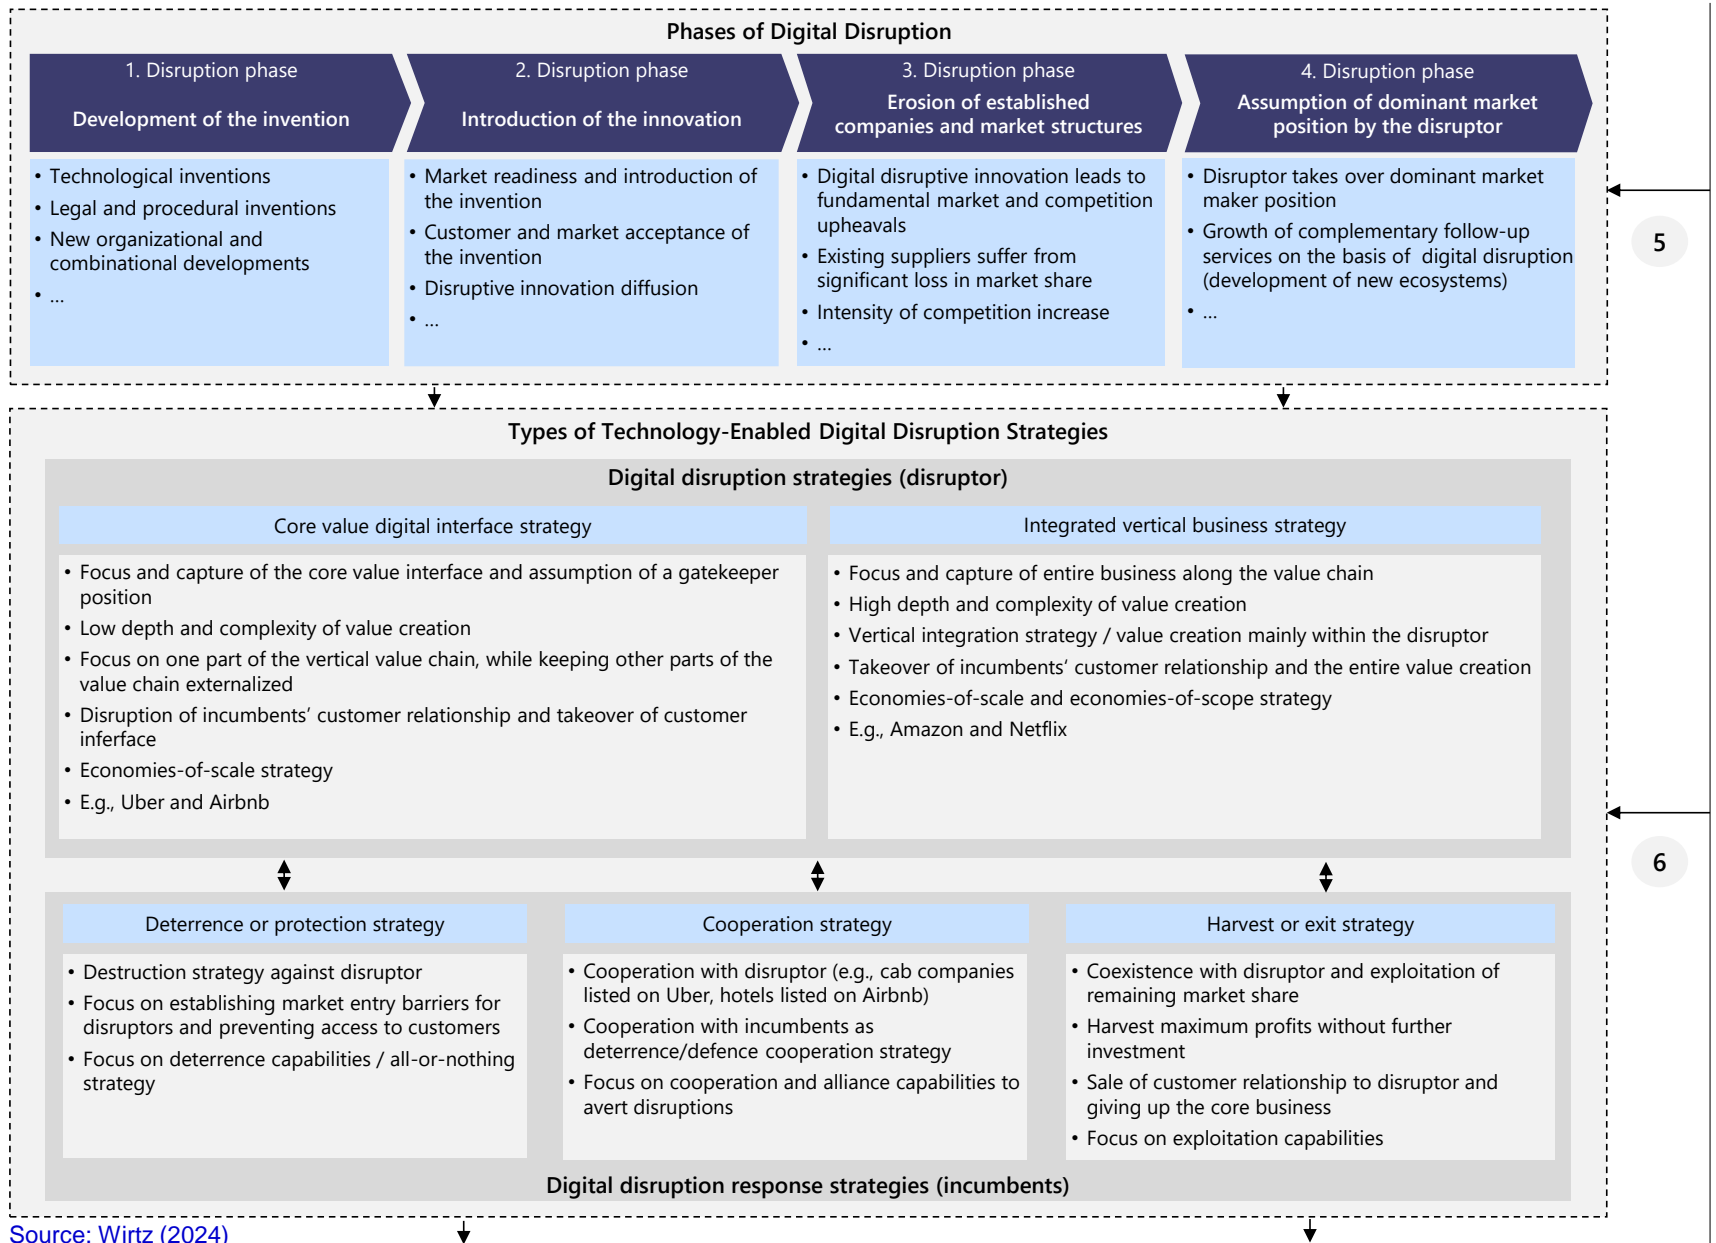 Phases of Digital Disruption
1. Disruption phase
Development of the invention
2. Disruption phase
Introduction of the innovation
3. Disruption phase
Erosion of established
companies and market structures
4. Disruption phase
Assumption of dominant market
position by the disruptor
• Technological inventions
• Legal and procedural inventions
• New organizational and
combinational developments
• ...
• Market readiness and introduction of
the invention
• Customer and market acceptance of
the invention
• Disruptive innovation diffusion
• ...
• Digital disruptive innovation leads to
fundamental market and competition
upheavals
• Existing suppliers suffer from
significant loss in market share
• Intensity of competition increase
• ...
• Disruptor takes over dominant market
maker position
• Growth of complementary follow-up
services on the basis of digital disruption
(development of new ecosystems)
• ...
5
Types of Technology-Enabled Digital Disruption Strategies
Digital disruption strategies (disruptor)
Core value digital interface strategy
• Focus and capture of the core value interface and assumption of a gatekeeper
position
• Low depth and complexity of value creation
• Focus on one part of the vertical value chain, while keeping other parts of the
value chain externalized
• Disruption of incumbents' customer relationship and takeover of customer
inferface
• Economies-of-scale strategy
• E.g., Uber and Airbnb
Integrated vertical business strategy
• Focus and capture of entire business along the value chain
• High depth and complexity of value creation
• Vertical integration strategy / value creation mainly within the disruptor
• Takeover of incumbents' customer relationship and the entire value creation
• Economies-of-scale and economies-of-scope strategy
• E.g., Amazon and Netflix
6
Deterrence or protection strategy
• Destruction strategy against disruptor
• Focus on establishing market entry barriers for
disruptors and preventing access to customers
• Focus on deterrence capabilities / all-or-nothing
strategy
Cooperation strategy
• Cooperation with disruptor (e.g., cab companies
listed on Uber, hotels listed on Airbnb)
• Cooperation with incumbents as
deterrence/defence cooperation strategy
• Focus on cooperation and alliance capabilities to
avert disruptions
Harvest or exit strategy
• Coexistence with disruptor and exploitation of
remaining market share
• Harvest maximum profits without further
investment
• Sale of customer relationship to disruptor and
giving up the core business
• Focus on exploitation capabilities
Digital disruption response strategies (incumbents)
Source: Wirtz (2024)